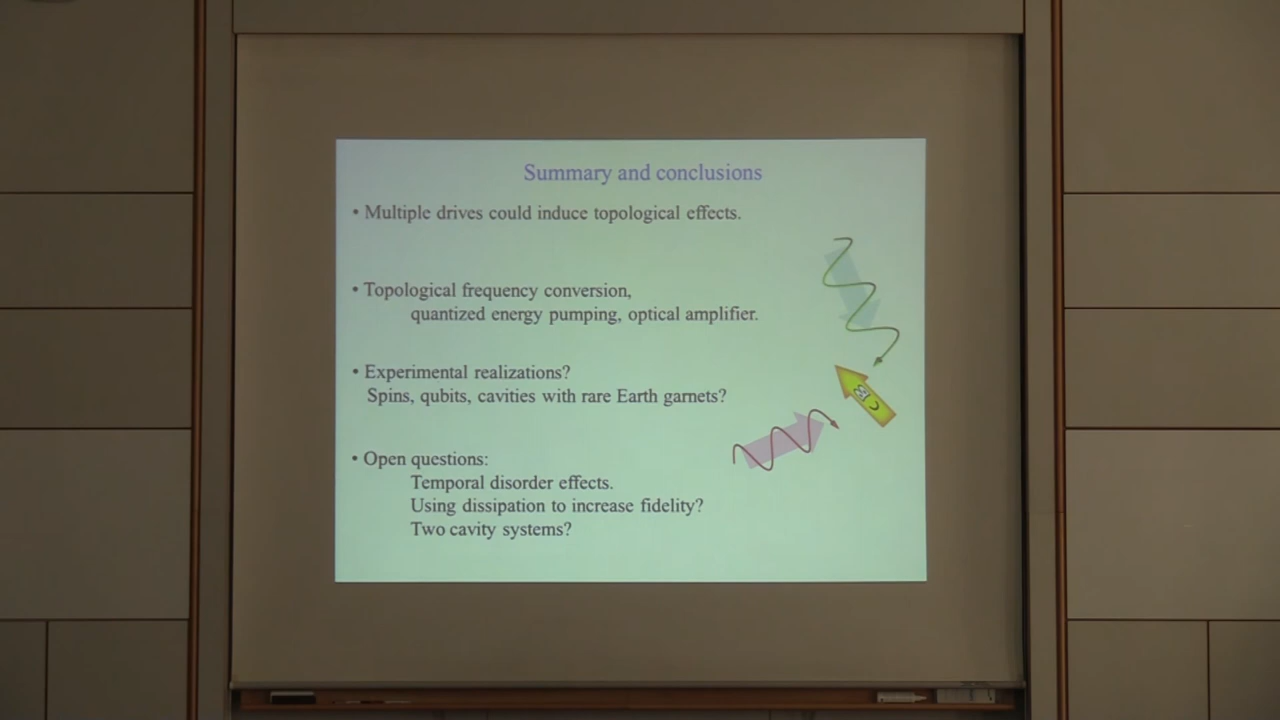 Summary and conclusions
• Multiple drives could induce topological effects.
• Topological frequency conversion,
quantized energy pumping, optical amplifier.
• Experimental realizations?
Spins, qubits, cavities with rare Earth garnets?
• Open questions:
Temporal disorder effects.
Using dissipation to increase fidelity?
Two cavity systems?